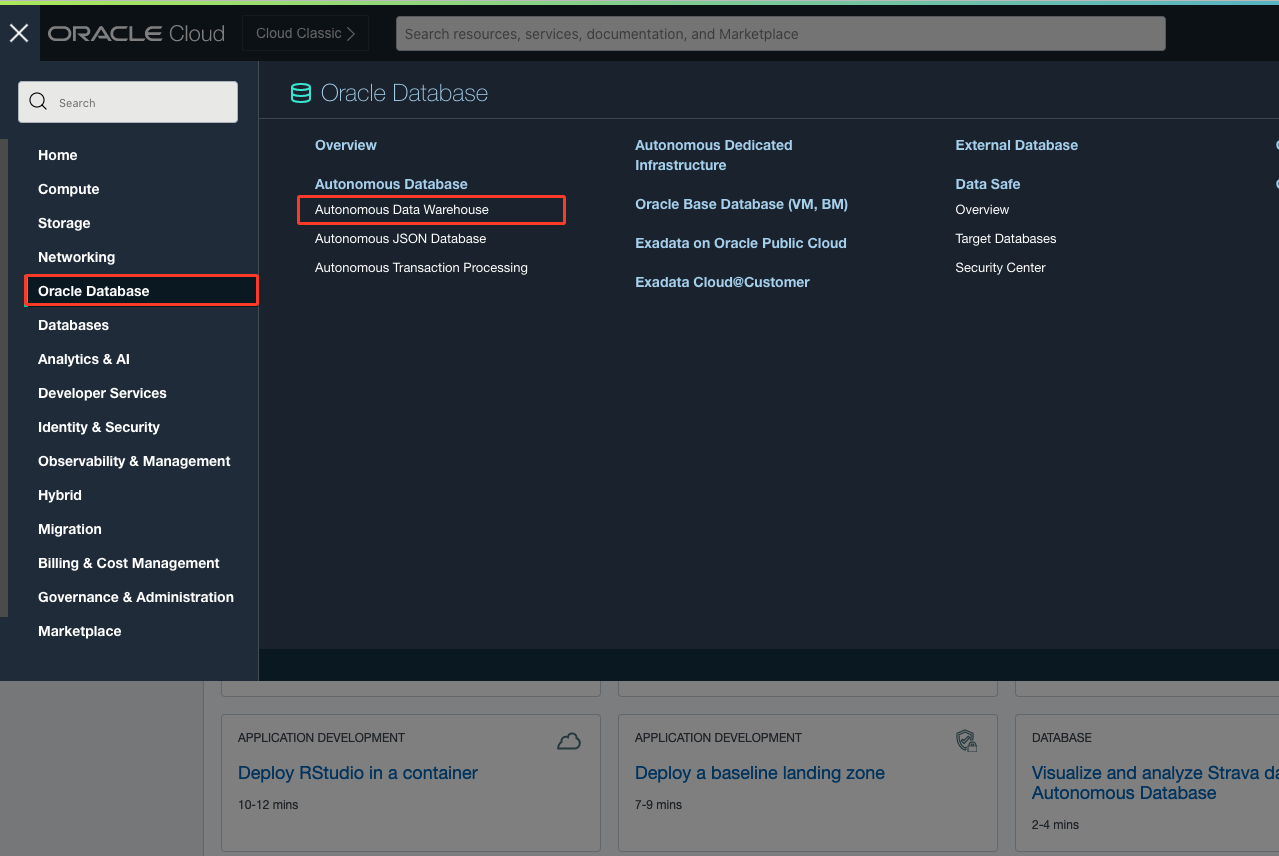 ORACLE Cloud
Cloud Classic
Search resources, services, documentation, and Marketplace
Search
Home
Compute
Storage
Networking
Oracle Database
Databases
Analytics & AI
Developer Services
Identity & Security
Observability & Management
Hybrid
Migration
Billing & Cost Management
Governance & Administration
Marketplace
Oracle Database
Overview
Autonomous Database
Autonomous Data Warehouse
Autonomous JSON Database
Autonomous Transaction Processing
Autonomous Dedicated
Infrastructure
Oracle Base Database (VM, BM)
Exadata on Oracle Public Cloud
Exadata Cloud@Customer
External Database
Data Safe
Overview
Target Databases
Security Center
APPLICATION DEVELOPMENT
Deploy RStudio in a container
10-12 mins
APPLICATION DEVELOPMENT
Deploy a baseline landing zone
7-9 mins
DATABASE
Visualize and analyze Strava
Autonomous Database
2-4 mins